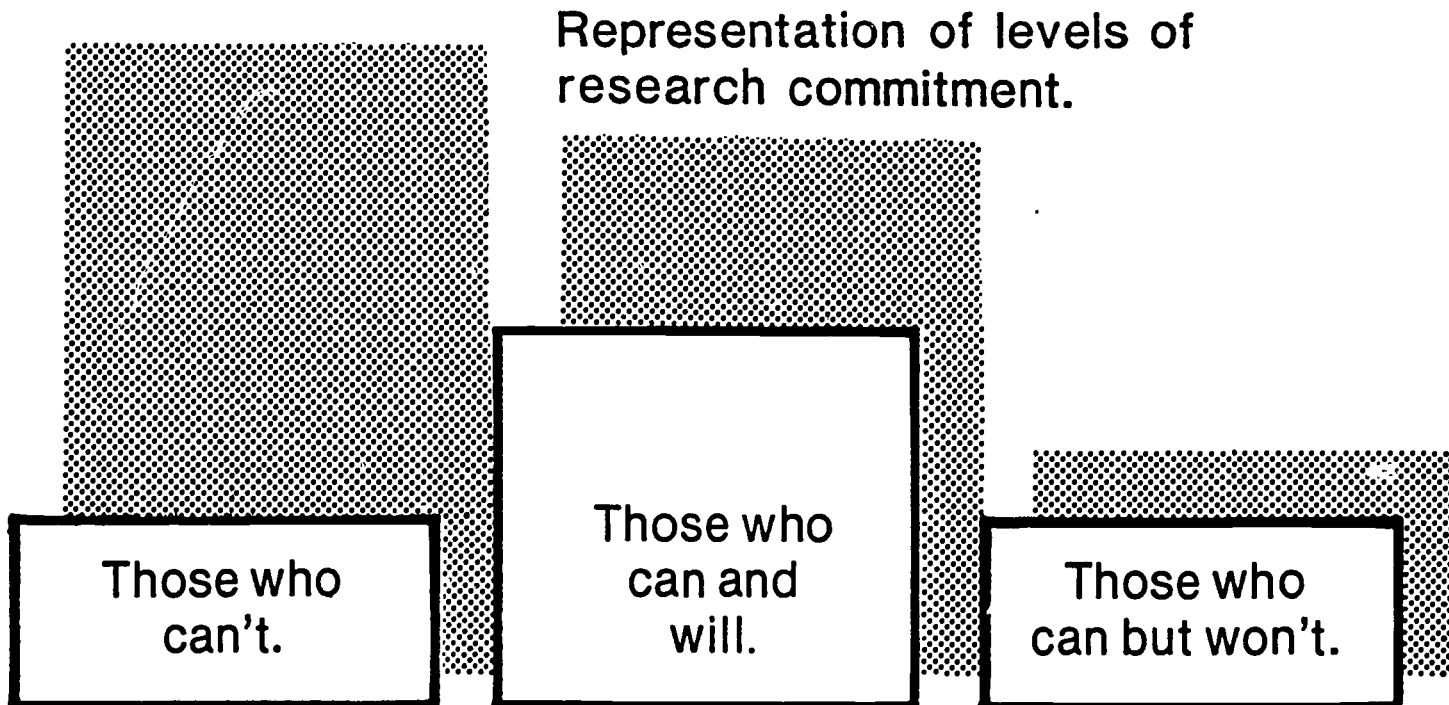 Representation of levels of
research commitment.
Those who
can't.
Those who
can and
will.
Those who
can but won't.